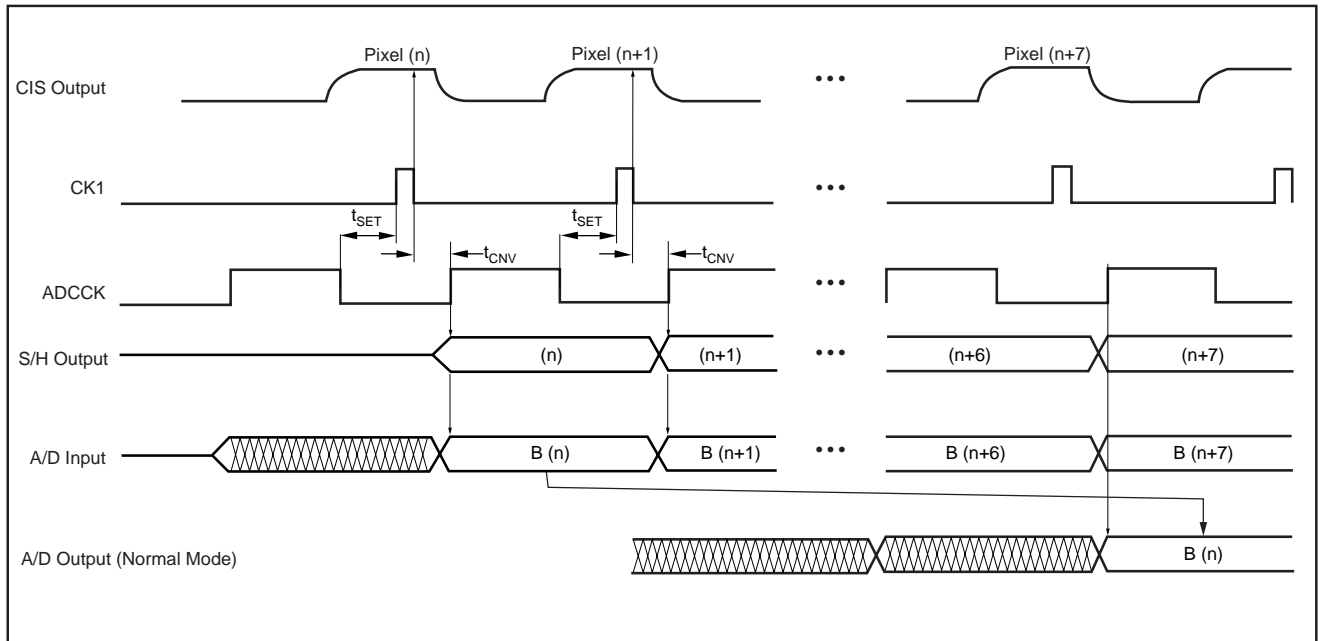 Pixel (n) Pixel (n+1) Pixel (n+7)
CIS Output •••
CK1 •••
tSET tSET
tCNV tCNV
ADCCK •••
S/H Output (n) (n+1) ••• (n+6) (n+7)
A/D Input B (n) B (n+1) ••• B (n+6) B (n+7)
A/D Output (Normal Mode) B (n)